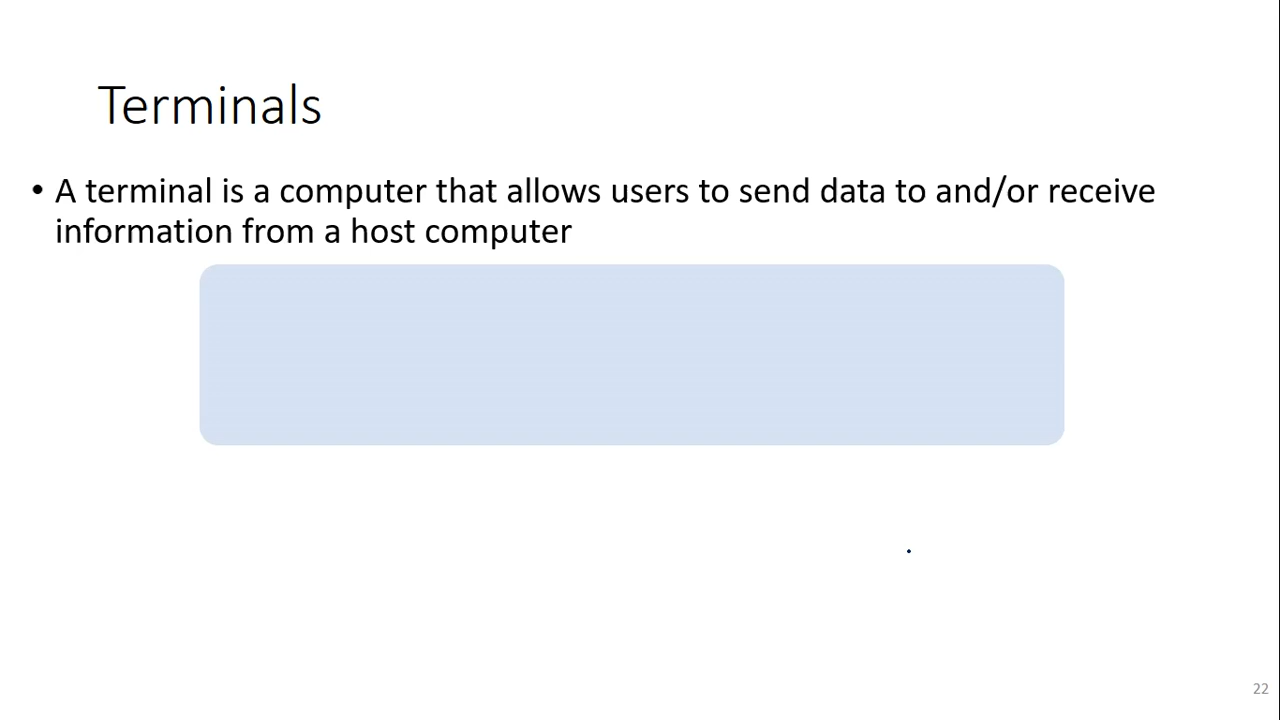 Terminals
• A terminal is a computer that allows users to send data to and/or receive
information from a host computer
22